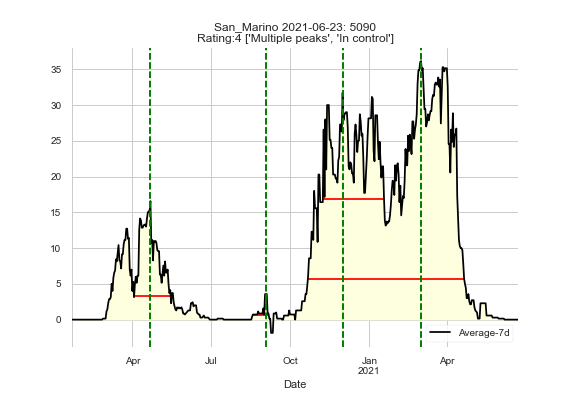 San_Marino 2021-06-23: 5090
Rating:4 ['Multiple peaks', 'In control']
35
30
25
20
15
10
5
0
Average-7d
Apr Jul Oct Jan Apr
2021
Date